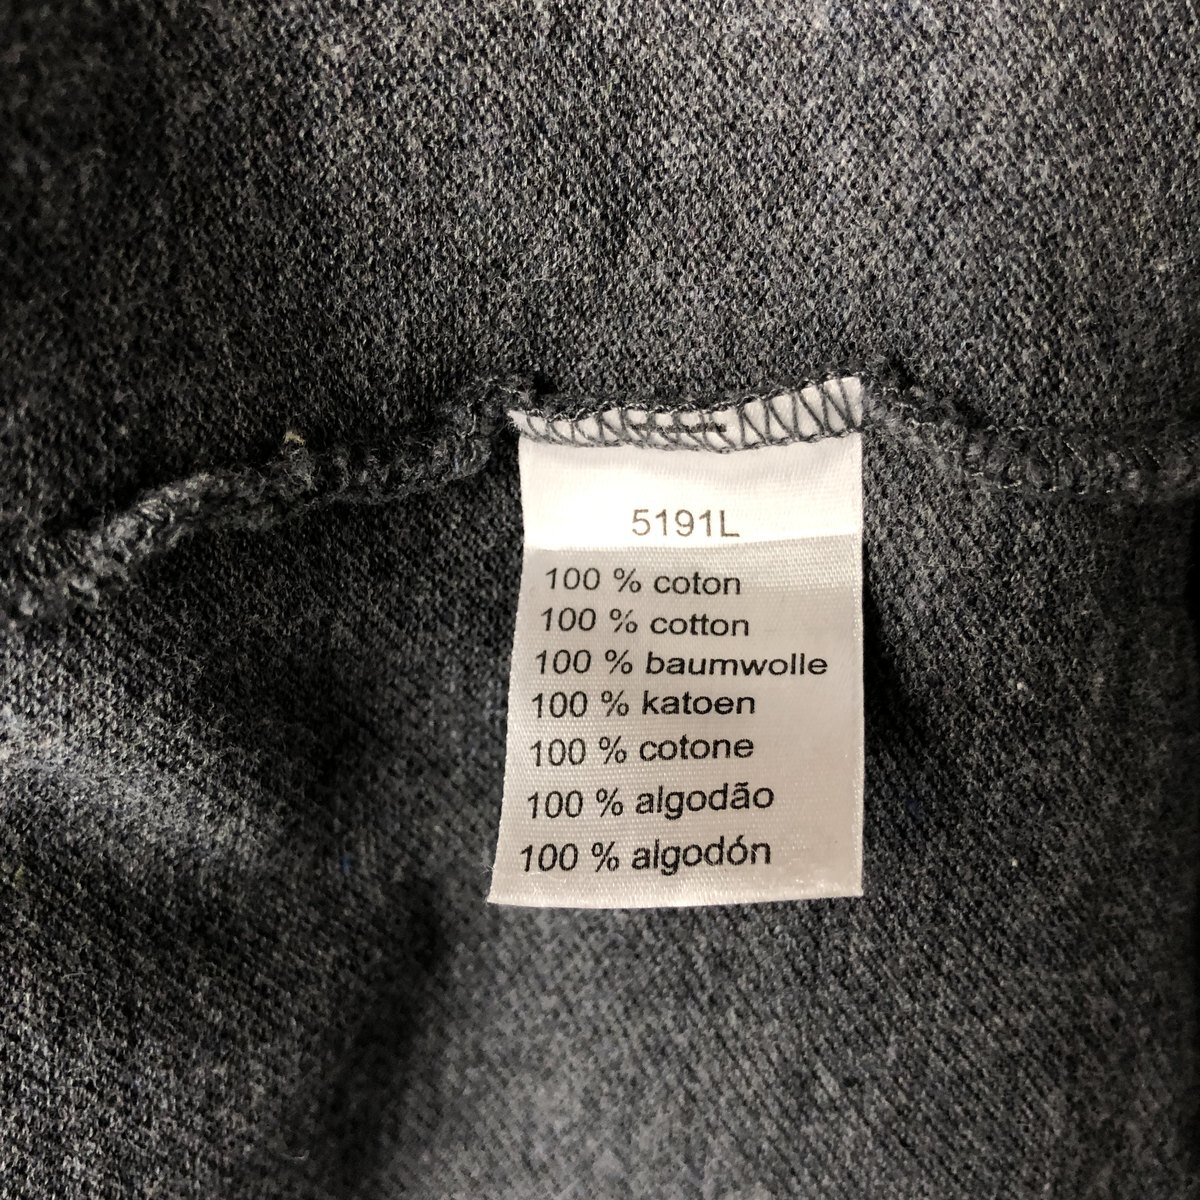 5191L
100 % coton
100 % cotton
100 % baumwolle
100 % katoen
100 % cotone
100 % algodão
100 % algodón